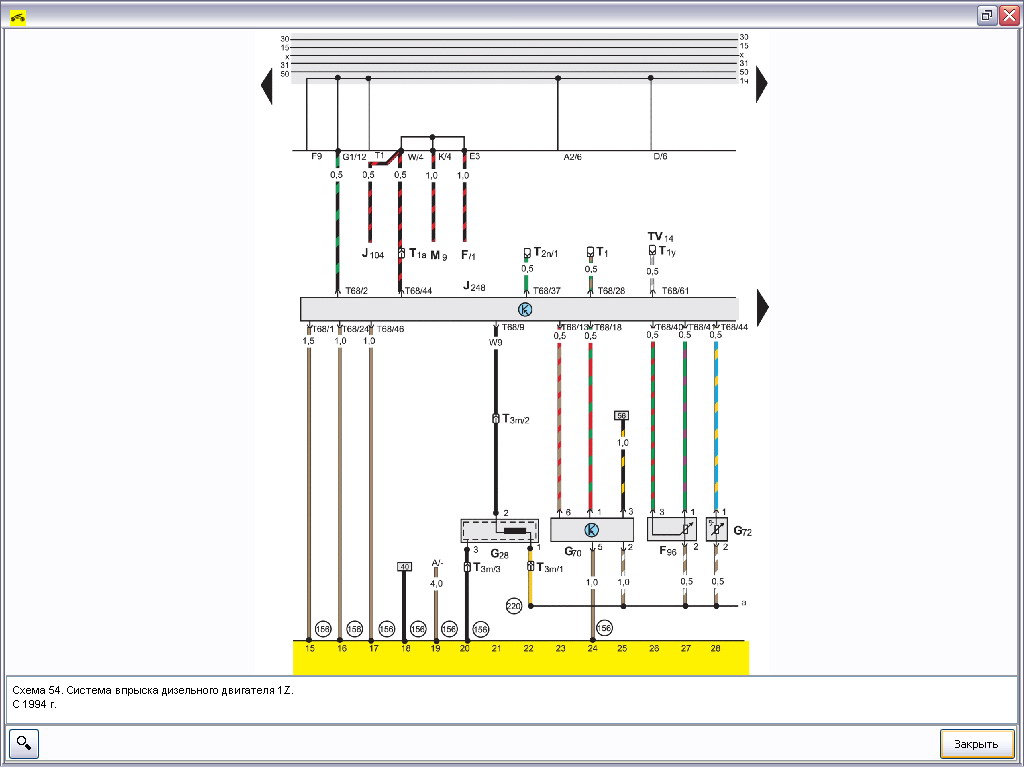 30 30
15 15
x x
31 31
50 50
1ч
F9 G1/12 T1 W/4 K/4 E3 A2/6 D/6
0,5 0,5 0,5 1,0 1,0
TV14
J104 T1a M9 F/1 T2n/1 T1 T1y
0,5 0,5 0,5
J248
T68/2 T68/44 T68/37 T68/28 T68/61
K
T68/1 T68/24 T68/46 T68/9 T68/13 T68/18 T68/40 T68/41 T68/44
1,5 1,0 1,0 W9 0,5 0,5 0,5 0,5 0,5
T3m/2 56
1,0
2 6 1 3 3 1 1
K
G72
3 G28 1 G70 5 2 F96 2 2
40 A/- T3m/3 T3m/1
4,0 1,0 1,0 0,5 0,5
220 a
156 156 156 156 156 156 156
15 16 17 18 19 20 21 22 23 24 25 26 27 28
Схема 54. Система впрыска дизельного двигателя 1Z.
С 1994 г.
Закрыть